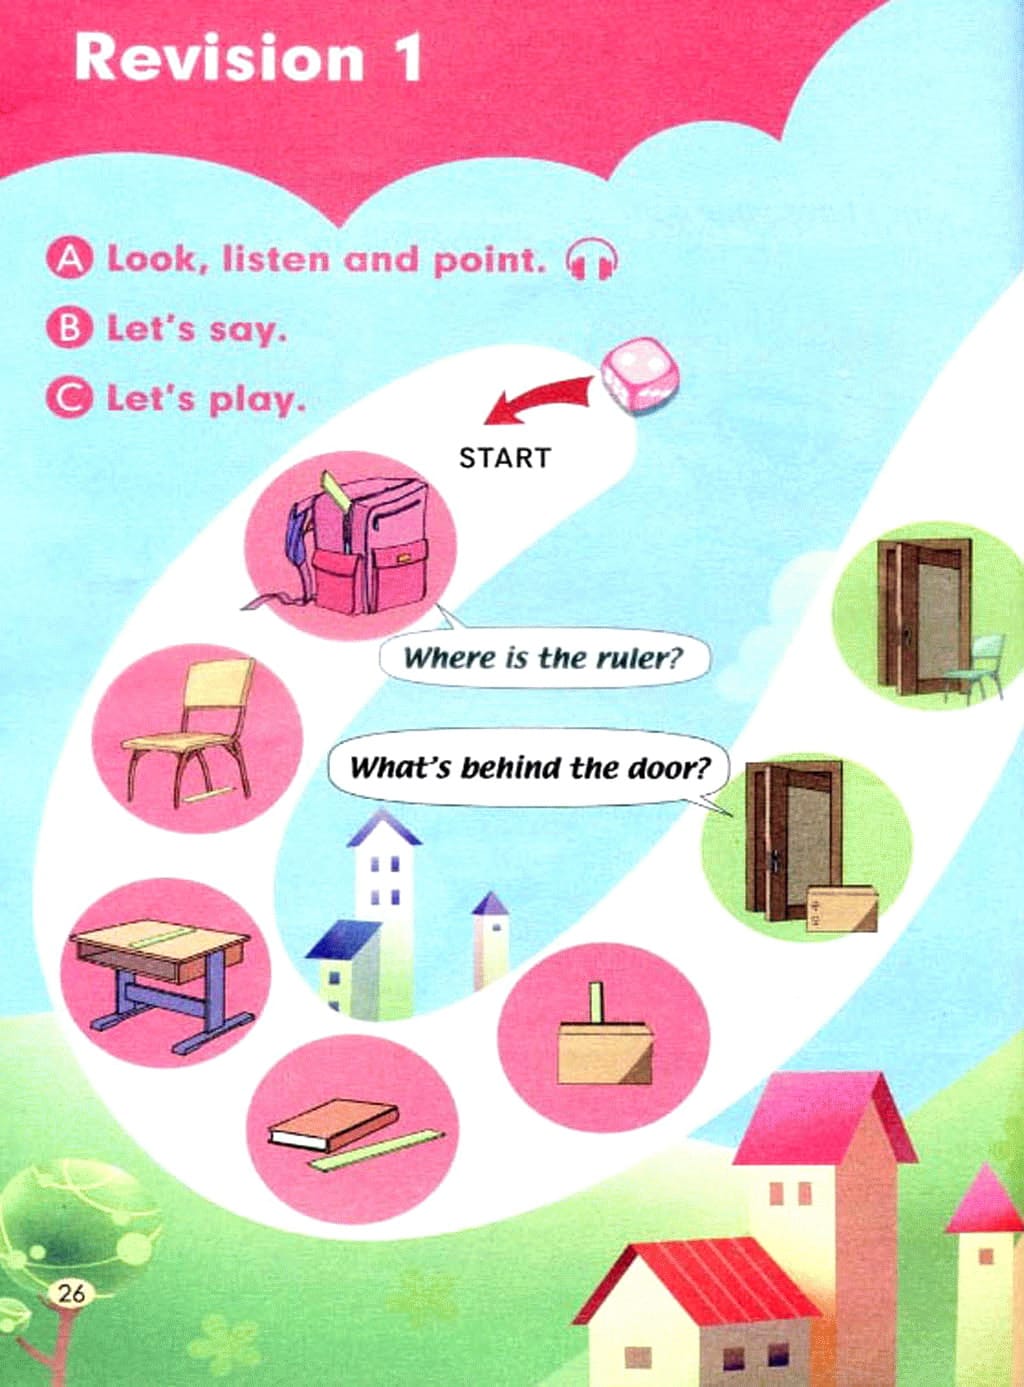 Revision 1
A Look, listen and point.
B Let's say.
C Let's play.
START
Where is the ruler?
What's behind the door?
26